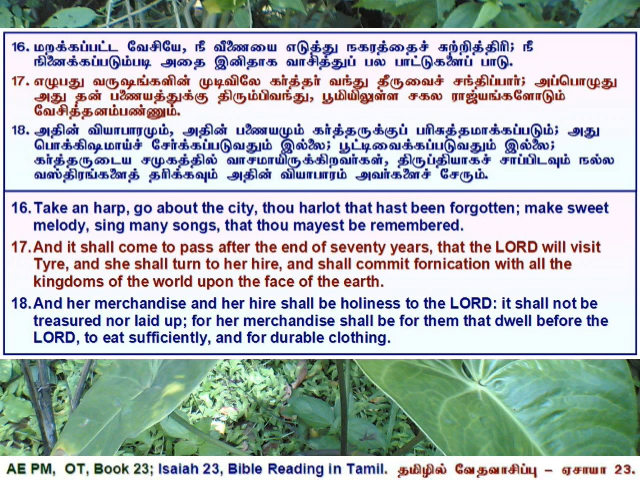 16. மறக்கப்பட்ட வேசியே, நீ வீணையை எடுத்து நகரத்தைச் சுற்றித்திரி; நீ
நினைக்கப்படும்படி அதை இனிதாக வாசித்துப் பல பாட்டுகளைப் பாடு.
17. எழுபது வருஷங்களின் முடிவிலே கர்த்தர் வந்து தீருவைச் சந்திப்பார்; அப்பொழுது
அது தன் பணையத்துக்கு திரும்பிவந்து, பூமியிலுள்ள சகல ராஜ்யங்களோடும்
வேசித்தனம்பண்ணும்.
18. அதின் வியாபாரமும், அதின் பணையமும் கர்த்தருக்குப் பரிசுத்தமாக்கப்படும்; அது
பொக்கிஷமாய்ச் சேர்க்கப்படுவதும் இல்லை; பூட்டிவைக்கப்படுவதும் இல்லை;
கர்த்தருடைய சமுகத்தில் வாசமாயிருக்கிறவர்கள், திருப்தியாகச் சாப்பிடவும் நல்ல
வஸ்திரங்களைத் தரிக்கவும் அதின் வியாபாரம் அவர்களைச் சேரும்.
16. Take an harp, go about the city, thou harlot that hast been forgotten; make sweet
melody, sing many songs, that thou mayest be remembered.
17. And it shall come to pass after the end of seventy years, that the LORD will visit
Tyre, and she shall turn to her hire, and shall commit fornication with all the
kingdoms of the world upon the face of the earth.
18. And her merchandise and her hire shall be holiness to the LORD: it shall not be
treasured nor laid up; for her merchandise shall be for them that dwell before the
LORD, to eat sufficiently, and for durable clothing.
AE PM, OT, Book 23; Isaiah 23, Bible Reading in Tamil. தமிழில் வேதவாசிப்பு – ஏசாயா 23.